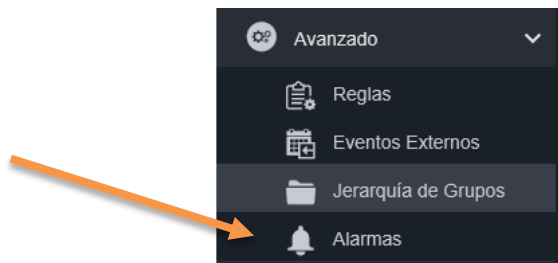 Avanzado
Reglas
Eventos Externos
Jerarquía de Grupos
Alarmas